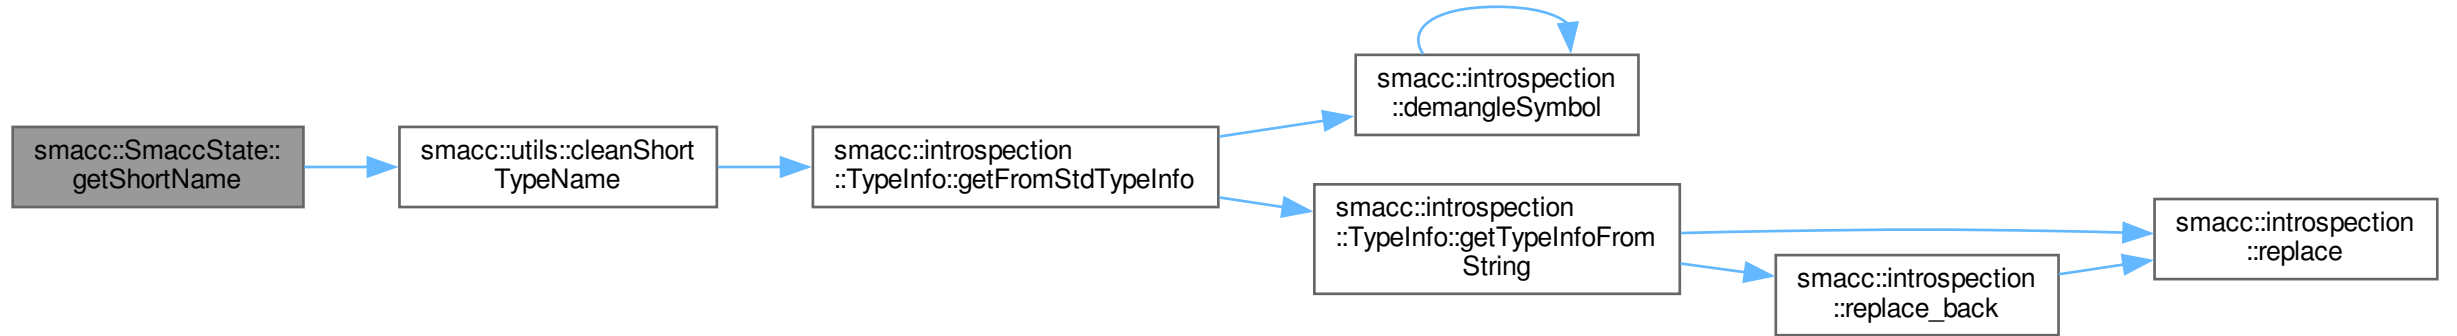 smacc::SmaccState::
getShortName
smacc::utils::cleanShort
TypeName
smacc::introspection
::TypeInfo::getFromStdTypeInfo
smacc::introspection
::demangleSymbol
smacc::introspection
::TypeInfo::getTypeInfoFrom
String
smacc::introspection
::replace_back
smacc::introspection
::replace